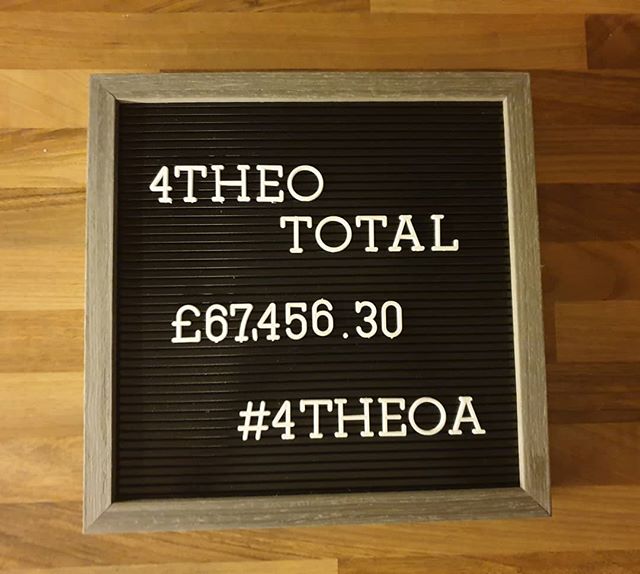 4THEO
TOTAL
£67,456.30
#4THEOA